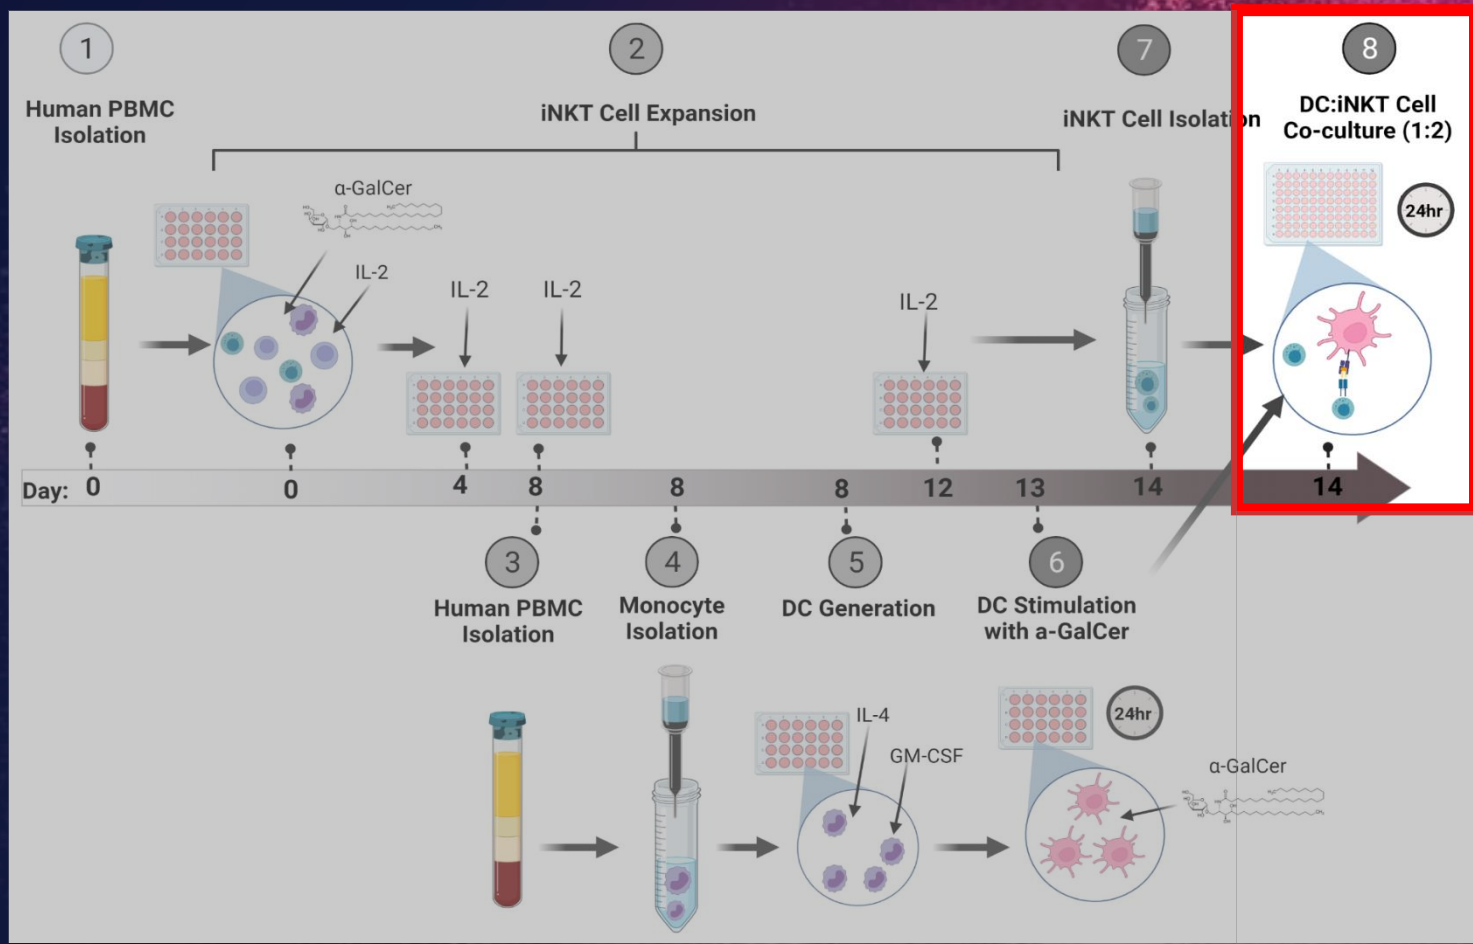 1
Human PBMC
Isolation
2
iNKT Cell Expansion
α-GalCer
IL-2
IL-2
IL-2
IL-2
7
iNKT Cell Isolation
8
DC:iNKT Cell
Co-culture (1:2)
24hr
Day: 0 0 4 8 8 8 12 13 14 14
3
Human PBMC
Isolation
4
Monocyte
Isolation
5
DC Generation
IL-4
GM-CSF
6
DC Stimulation
with a-GalCer
24hr
α-GalCer